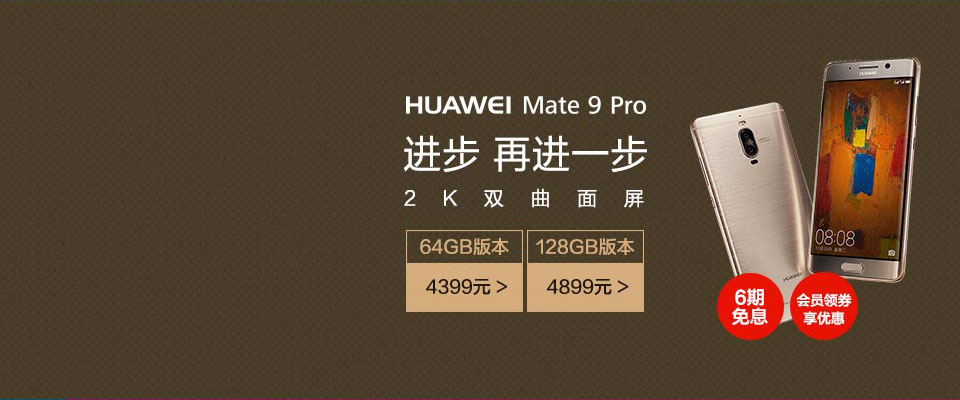 HUAWEI Mate 9 Pro
进步 再进一步
2K双曲面屏
64GB版本
128GB版本
4399元 >
4899元 >
HUAWEI
08:08
HUAWEI
6期
免息
会员领券
享优惠